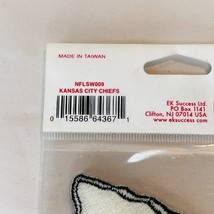 MADE IN TAIWAN
NFLSW009
KANSAS CITY CHIEFS
0 15586 64367 1
EK Success Ltd.
PO Box 1141
Clifton, NJ 07014 USA
www.eksuccess.com